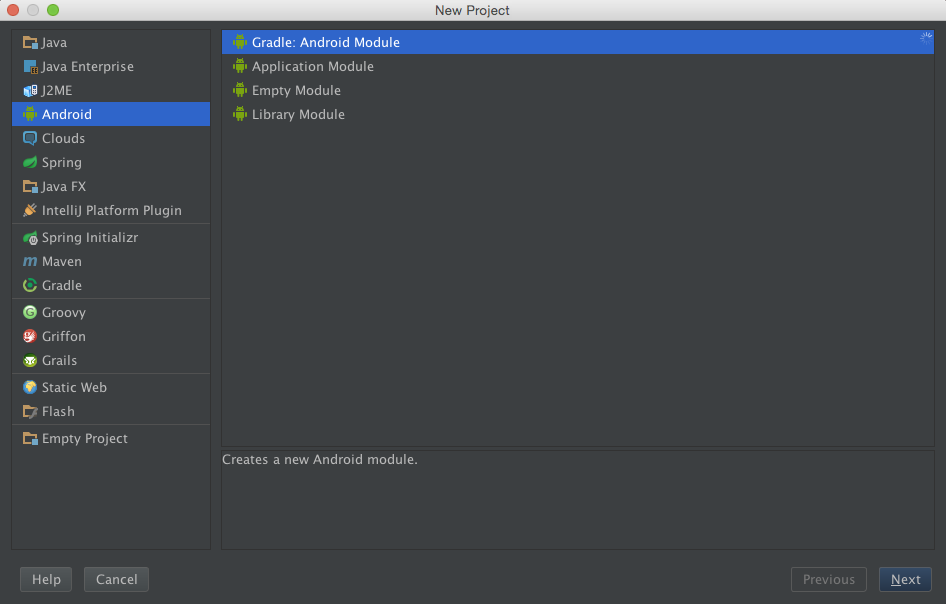 New Project
Java
Java Enterprise
J2ME
Android
Clouds
Spring
Java FX
IntelliJ Platform Plugin
Spring Initializr
Maven
Gradle
Groovy
Griffon
Grails
Static Web
Flash
Empty Project
Gradle: Android Module
Application Module
Empty Module
Library Module
Creates a new Android module.
Help
Cancel
Previous
Next